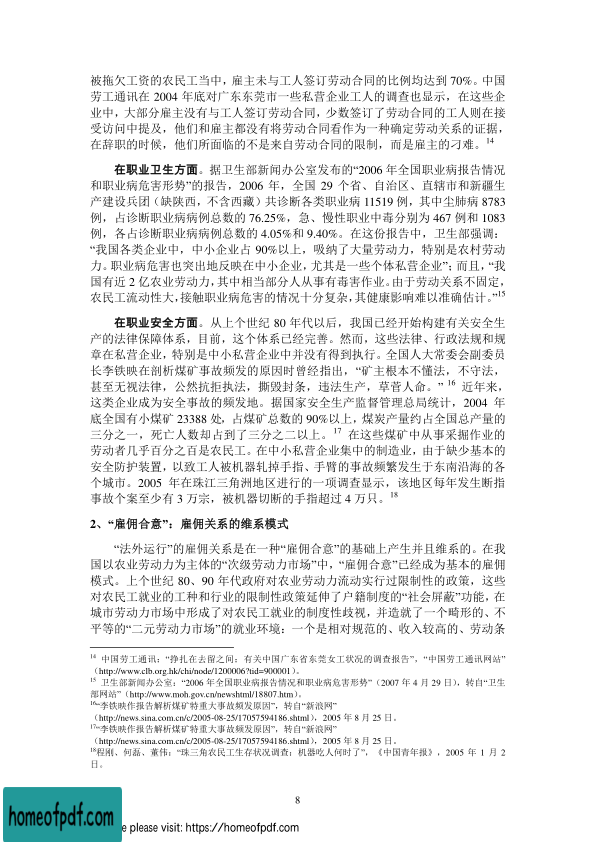 被拖欠工资的农民工当中，雇主未与工人签订劳动合同的比例均达到 70%。中国
劳工通讯在 2004 年底对广东东莞市一些私营企业工人的调查也显示，在这些企
业中，大部分雇主没有与工人签订劳动合同，少数签订了劳动合同的工人则在接
受访问中提及，他们和雇主都没有将劳动合同看作为一种确定劳动关系的证据，
在辞职的时候，他们所面临的不是来自劳动合同的限制，而是雇主的刁难。14
在职业卫生方面。据卫生部新闻办公室发布的“2006 年全国职业病报告情况
和职业病危害形势”的报告，2006 年，全国 29 个省、自治区、直辖市和新疆生
产建设兵团（缺陕西，不含西藏）共诊断各类职业病 11519 例，其中尘肺病 8783
例，占诊断职业病病例总数的 76.25%，急、慢性职业中毒分别为 467 例和 1083
例，各占诊断职业病病例总数的 4.05%和 9.40%。在这份报告中，卫生部强调：
“我国各类企业中，中小企业占 90%以上，吸纳了大量劳动力，特别是农村劳动
力。职业病危害也突出地反映在中小企业，尤其是一些个体私营企业”；而且，“我
国有近 2 亿农业劳动力，其中相当部分人从事有毒害作业。由于劳动关系不固定，
农民工流动性大，接触职业病危害的情况十分复杂，其健康影响难以准确估计。”15
在职业安全方面。从上个世纪 80 年代以后，我国已经开始构建有关安全生
产的法律保障体系，目前，这个体系已经完善。然而，这些法律、行政法规和规
章在私营企业，特别是中小私营企业中并没有得到执行。全国人大常委会副委员
长李铁映在剖析煤矿事故频发的原因时曾经指出，“矿主根本不懂法，不守法，
甚至无视法律，公然抗拒执法，撕毁封条，违法生产，草菅人命。” 16 近年来，
这类企业成为安全事故的频发地。据国家安全生产监督管理总局统计，2004 年
底全国有小煤矿 23388 处，占煤矿总数的 90%以上，煤炭产量约占全国总产量的
三分之一，死亡人数却占到了三分之二以上。17 在这些煤矿中从事采掘作业的
劳动者几乎百分之百是农民工。在中小私营企业集中的制造业，由于缺少基本的
安全防护装置，以致工人被机器轧掉手指、手臂的事故频繁发生于东南沿海的各
个城市。2005 年在珠江三角洲地区进行的一项调查显示，该地区每年发生断指
事故个案至少有 3 万宗，被机器切断的手指超过 4 万只。18
2、“雇佣合意”：雇佣关系的维系模式
“法外运行”的雇佣关系是在一种“雇佣合意”的基础上产生并且维系的。在我
国以农业劳动力为主体的“次级劳动力市场”中，“雇佣合意”已经成为基本的雇佣
模式。上个世纪 80、90 年代政府对农业劳动力流动实行过限制性的政策，这些
对农民工就业的工种和行业的限制性政策延伸了户籍制度的“社会屏蔽”功能，在
城市劳动力市场中形成了对农民工就业的制度性歧视，并造就了一个畸形的、不
平等的“二元劳动力市场”的就业环境：一个是相对规范的、收入较高的、劳动条
14 中国劳工通讯：“挣扎在去留之间：有关中国广东省东莞女工状况的调查报告”，“中国劳工通讯网站”
（http://www.clb.org.hk/chi/node/1200006?tid=900001）。
15 卫生部新闻办公室：“2006 年全国职业病报告情况和职业病危害形势”（2007 年 4 月 29 日），转自“卫生
部网站”（http://www.moh.gov.cn/newshtml/18807.htm）。
16“李铁映作报告解析煤矿特重大事故频发原因”，转自“新浪网”
（http://news.sina.com.cn/c/2005-08-25/17057594186.shtml），2005 年 8 月 25 日。
17“李铁映作报告解析煤矿特重大事故频发原因”，转自“新浪网”
（http://news.sina.com.cn/c/2005-08-25/17057594186.shtml），2005 年 8 月 25 日。
18程刚、何磊、董伟：“珠三角农民工生存状况调查：机器吃人何时了”，《中国青年报》，2005 年 1 月 2
日。
8
homeofpdf.com
e please visit: https://homeofpdf.com